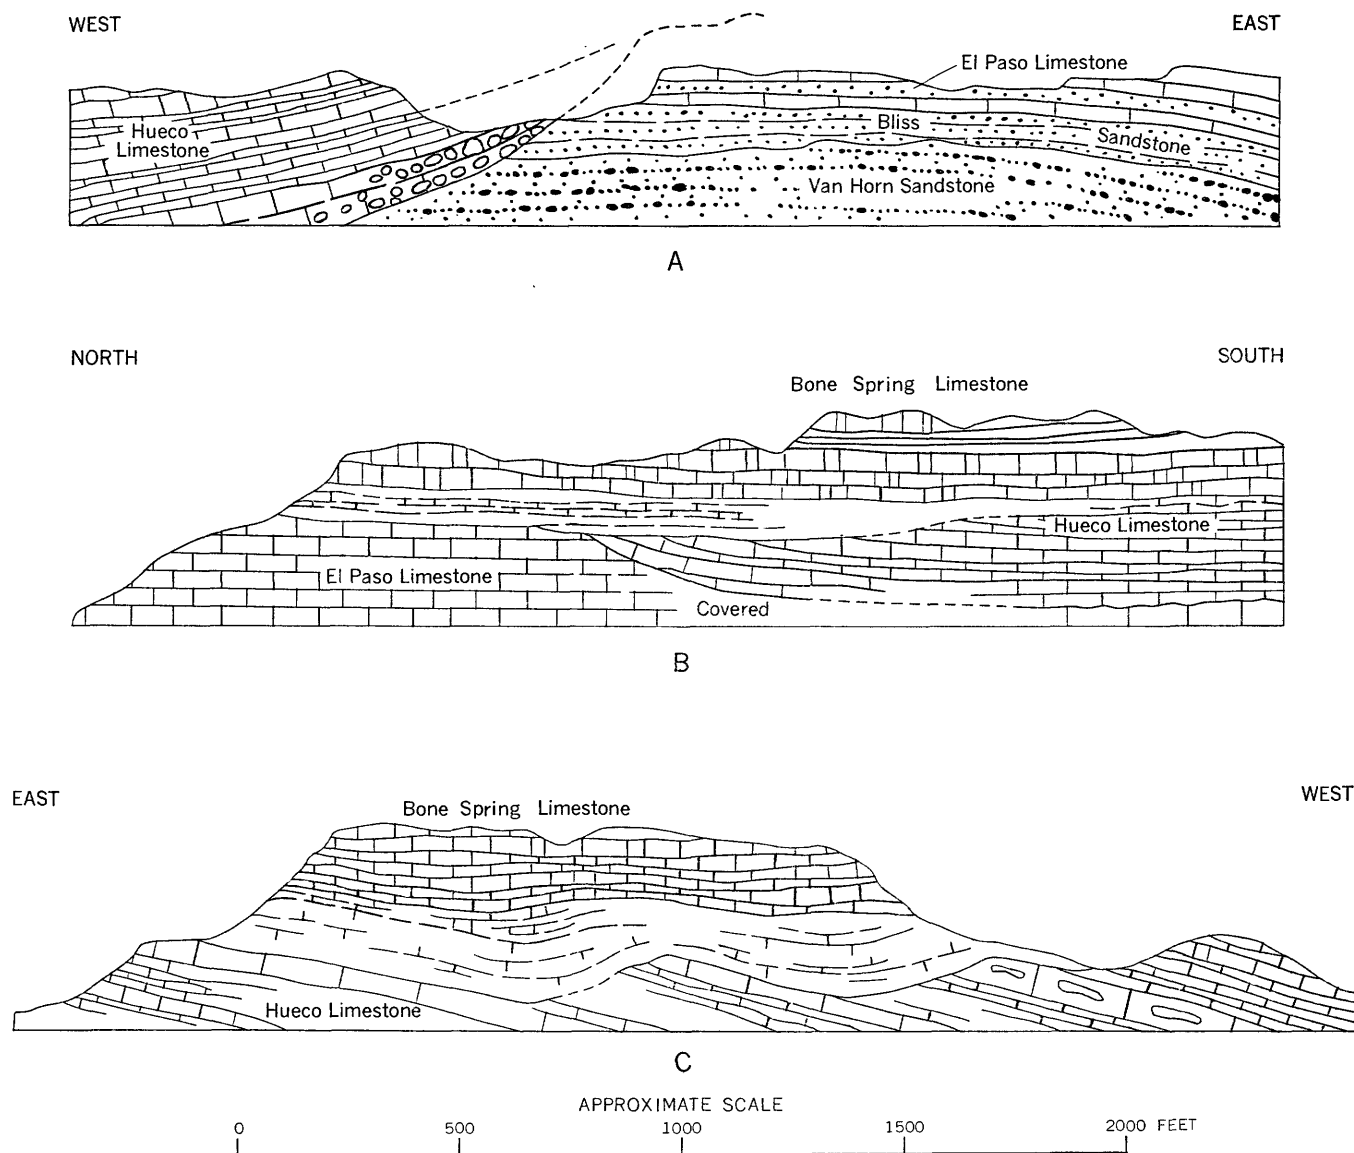 WEST
EAST
El Paso Limestone
Hueco
Limestone
Bliss
Sandstone
Van Horn Sandstone
A
NORTH
SOUTH
Bone Spring Limestone
Hueco Limestone
El Paso Limestone
Covered
B
EAST
WEST
Bone Spring Limestone
Hueco Limestone
C
APPROXIMATE SCALE
0 500 1000 1500 2000 FEET